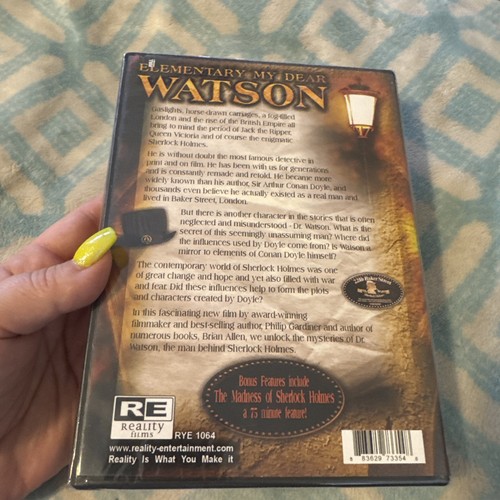 ELEMENTARY MY DEAR
WATSON
Gaslights, horse-drawn carriages, a fog-filled
London and the rise of the British Empire all
bring to mind the period of Jack the Ripper,
Queen Victoria and of course the enigmatic
Sherlock Holmes.
He is without doubt the most famous detective in
print and on film. He has been with us for generations
and is constantly remade and retold. He became more
widely known than his author, Sir Arthur Conan Doyle, and
thousands even believe he actually existed as a real man and
lived in Baker Street, London.
But there is another character in the stories that is often
neglected and misunderstood - Dr. Watson. What is the
secret of this seemingly unassuming man? Where did
the influences used by Doyle come from? Is Watson a
mirror to elements of Conan Doyle himself?
The contemporary world of Sherlock Holmes was one
of great change and hope and yet also filled with war
and fear. Did these influences help to form the plots
and characters created by Doyle?
In this fascinating new film by award-winning
filmmaker and best-selling author, Philip Gardiner and author of
numerous books, Brian Allen, we unlock the mysteries of Dr.
Watson, the man behind Sherlock Holmes.
221b Baker Street
Bonus Features include
The Madness of Sherlock Holmes
a 75 minute feature!
RE
REALITY
films
RYE 1064
www.reality-entertainment.com
Reality Is What You Make it
8 83629 73354 8